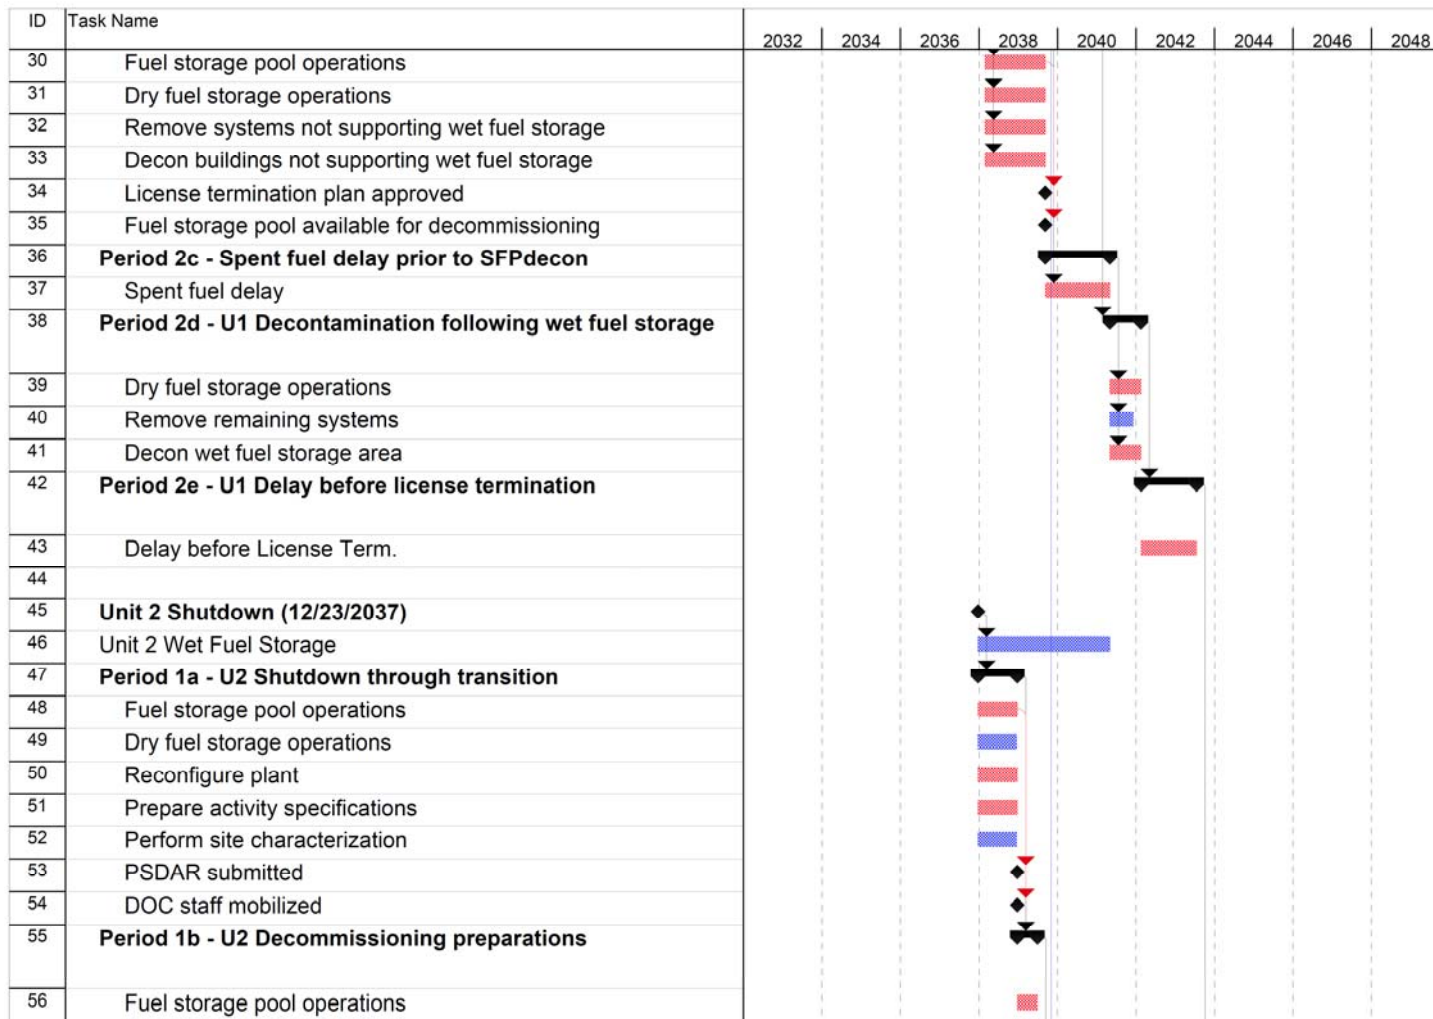 ID Task Name
2032 2034 2036 2038 2040 2042 2044 2046 2048
30 Fuel storage pool operations
31 Dry fuel storage operations
32 Remove systems not supporting wet fuel storage
33 Decon buildings not supporting wet fuel storage
34 License termination plan approved
35 Fuel storage pool available for decommissioning
36 Period 2c - Spent fuel delay prior to SFPdecon
37 Spent fuel delay
38 Period 2d - U1 Decontamination following wet fuel storage
39 Dry fuel storage operations
40 Remove remaining systems
41 Decon wet fuel storage area
42 Period 2e - U1 Delay before license termination
43 Delay before License Term.
44
45 Unit 2 Shutdown (12/23/2037)
46 Unit 2 Wet Fuel Storage
47 Period 1a - U2 Shutdown through transition
48 Fuel storage pool operations
49 Dry fuel storage operations
50 Reconfigure plant
51 Prepare activity specifications
52 Perform site characterization
53 PSDAR submitted
54 DOC staff mobilized
55 Period 1b - U2 Decommissioning preparations
56 Fuel storage pool operations